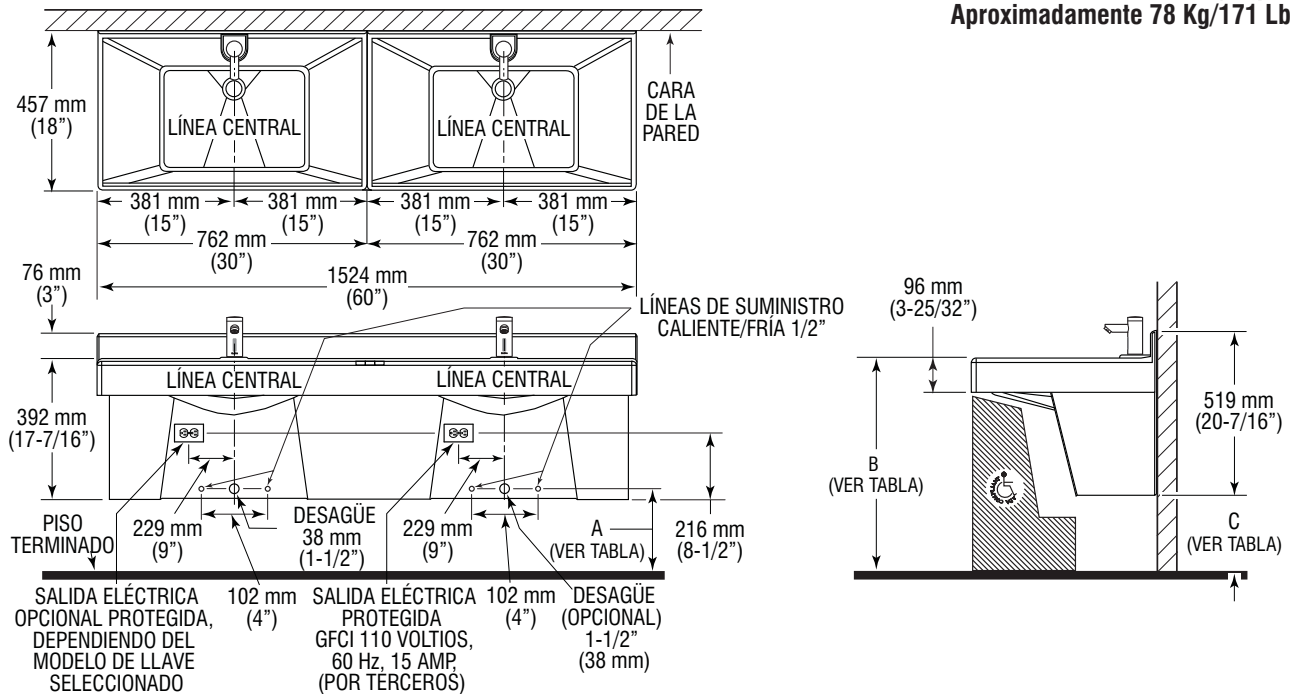 Aproximadamente 78 Kg/171 Lb
457 mm
(18”)
LÍNEA CENTRAL
LÍNEA CENTRAL
CARA
DE LA
PARED
381 mm
(15”)
381 mm
(15”)
381 mm
(15”)
381 mm
(15”)
762 mm
(30”)
762 mm
(30”)
1524 mm
(60”)
76 mm
(3”)
LÍNEAS DE SUMINISTRO
CALIENTE/FRÍA 1/2”
LÍNEA CENTRAL
LÍNEA CENTRAL
392 mm
(17-7/16”)
PISO
TERMINADO
229 mm
(9”)
DESAGÜE
38 mm
(1-1/2”)
229 mm
(9”)
A
(VER TABLA)
216 mm
(8-1/2”)
SALIDA ELÉCTRICA
OPCIONAL PROTEGIDA,
DEPENDIENDO DEL
MODELO DE LLAVE
SELECCIONADO
102 mm
(4”)
SALIDA ELÉCTRICA
PROTEGIDA
GFCI 110 VOLTIOS,
60 Hz, 15 AMP,
(POR TERCEROS)
102 mm
(4”)
DESAGÜE
(OPCIONAL)
1-1/2”
(38 mm)
96 mm
(3-25/32”)
519 mm
(20-7/16”)
B
(VER TABLA)
C
(VER TABLA)